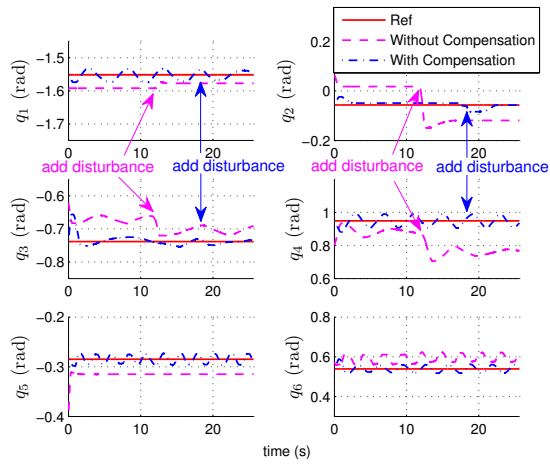 Ref
Without Compensation
With Compensation
q1 (rad)
-1.5
-1.6
-1.7
0 10 20
q2 (rad)
0.2
0
-0.2
0 10 20
add disturbance
add disturbance
add disturbance
add disturbance
q3 (rad)
-0.6
-0.7
-0.8
0 10 20
q4 (rad)
1
0.8
0.6
0 10 20
q5 (rad)
-0.2
-0.3
-0.4
0 10 20
q6 (rad)
0.8
0.6
0.4
0 10 20
time (s)